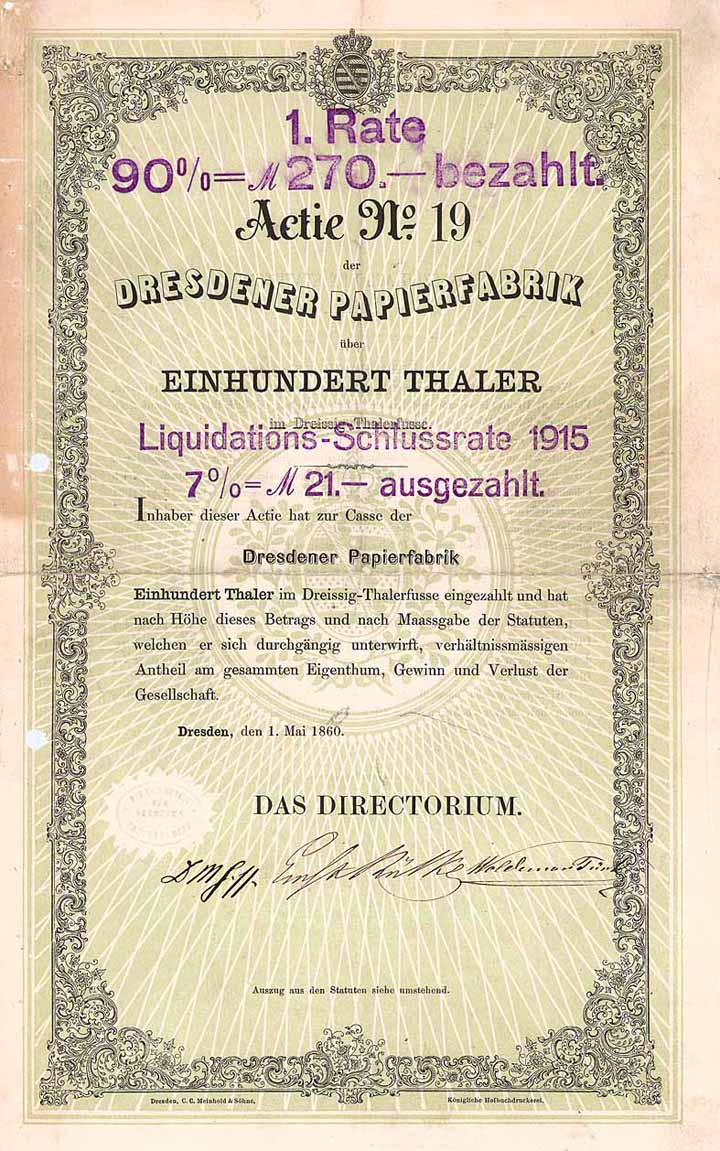 1. Rate
90%=M 270.— bezahlt.
Actie No. 19
der
DRESDENER PAPIERFABRIK
über
EINHUNDERT THALER
im Dreissig-Thalerfusse.
Liquidations-Schlussrate 1915
7%=M 21.— ausgezahlt.
Inhaber dieser Actie hat zur Casse der
Dresdener Papierfabrik
Einhundert Thaler im Dreissig-Thalerfusse eingezahlt und hat
nach Höhe dieses Betrags und nach Maassgabe der Statuten,
welchen er sich durchgängig unterwirft, verhältnissmässigen
Antheil am gesammten Eigenthum, Gewinn und Verlust der
Gesellschaft.
Dresden, den 1. Mai 1860.
DAS DIRECTORIUM.
Ernst Woldemar
Auszug aus den Statuten siehe umstehend.
Dresden, C. C. Meinhold & Söhne, Königliche Hofbuchdruckerei.